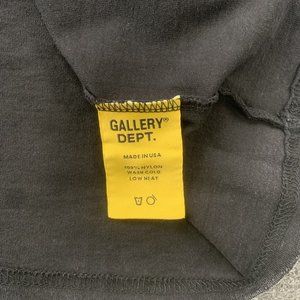 GALLERY®
DEPT.
MADE IN USA
100% NYLON
WASH COLD
LOW HEAT